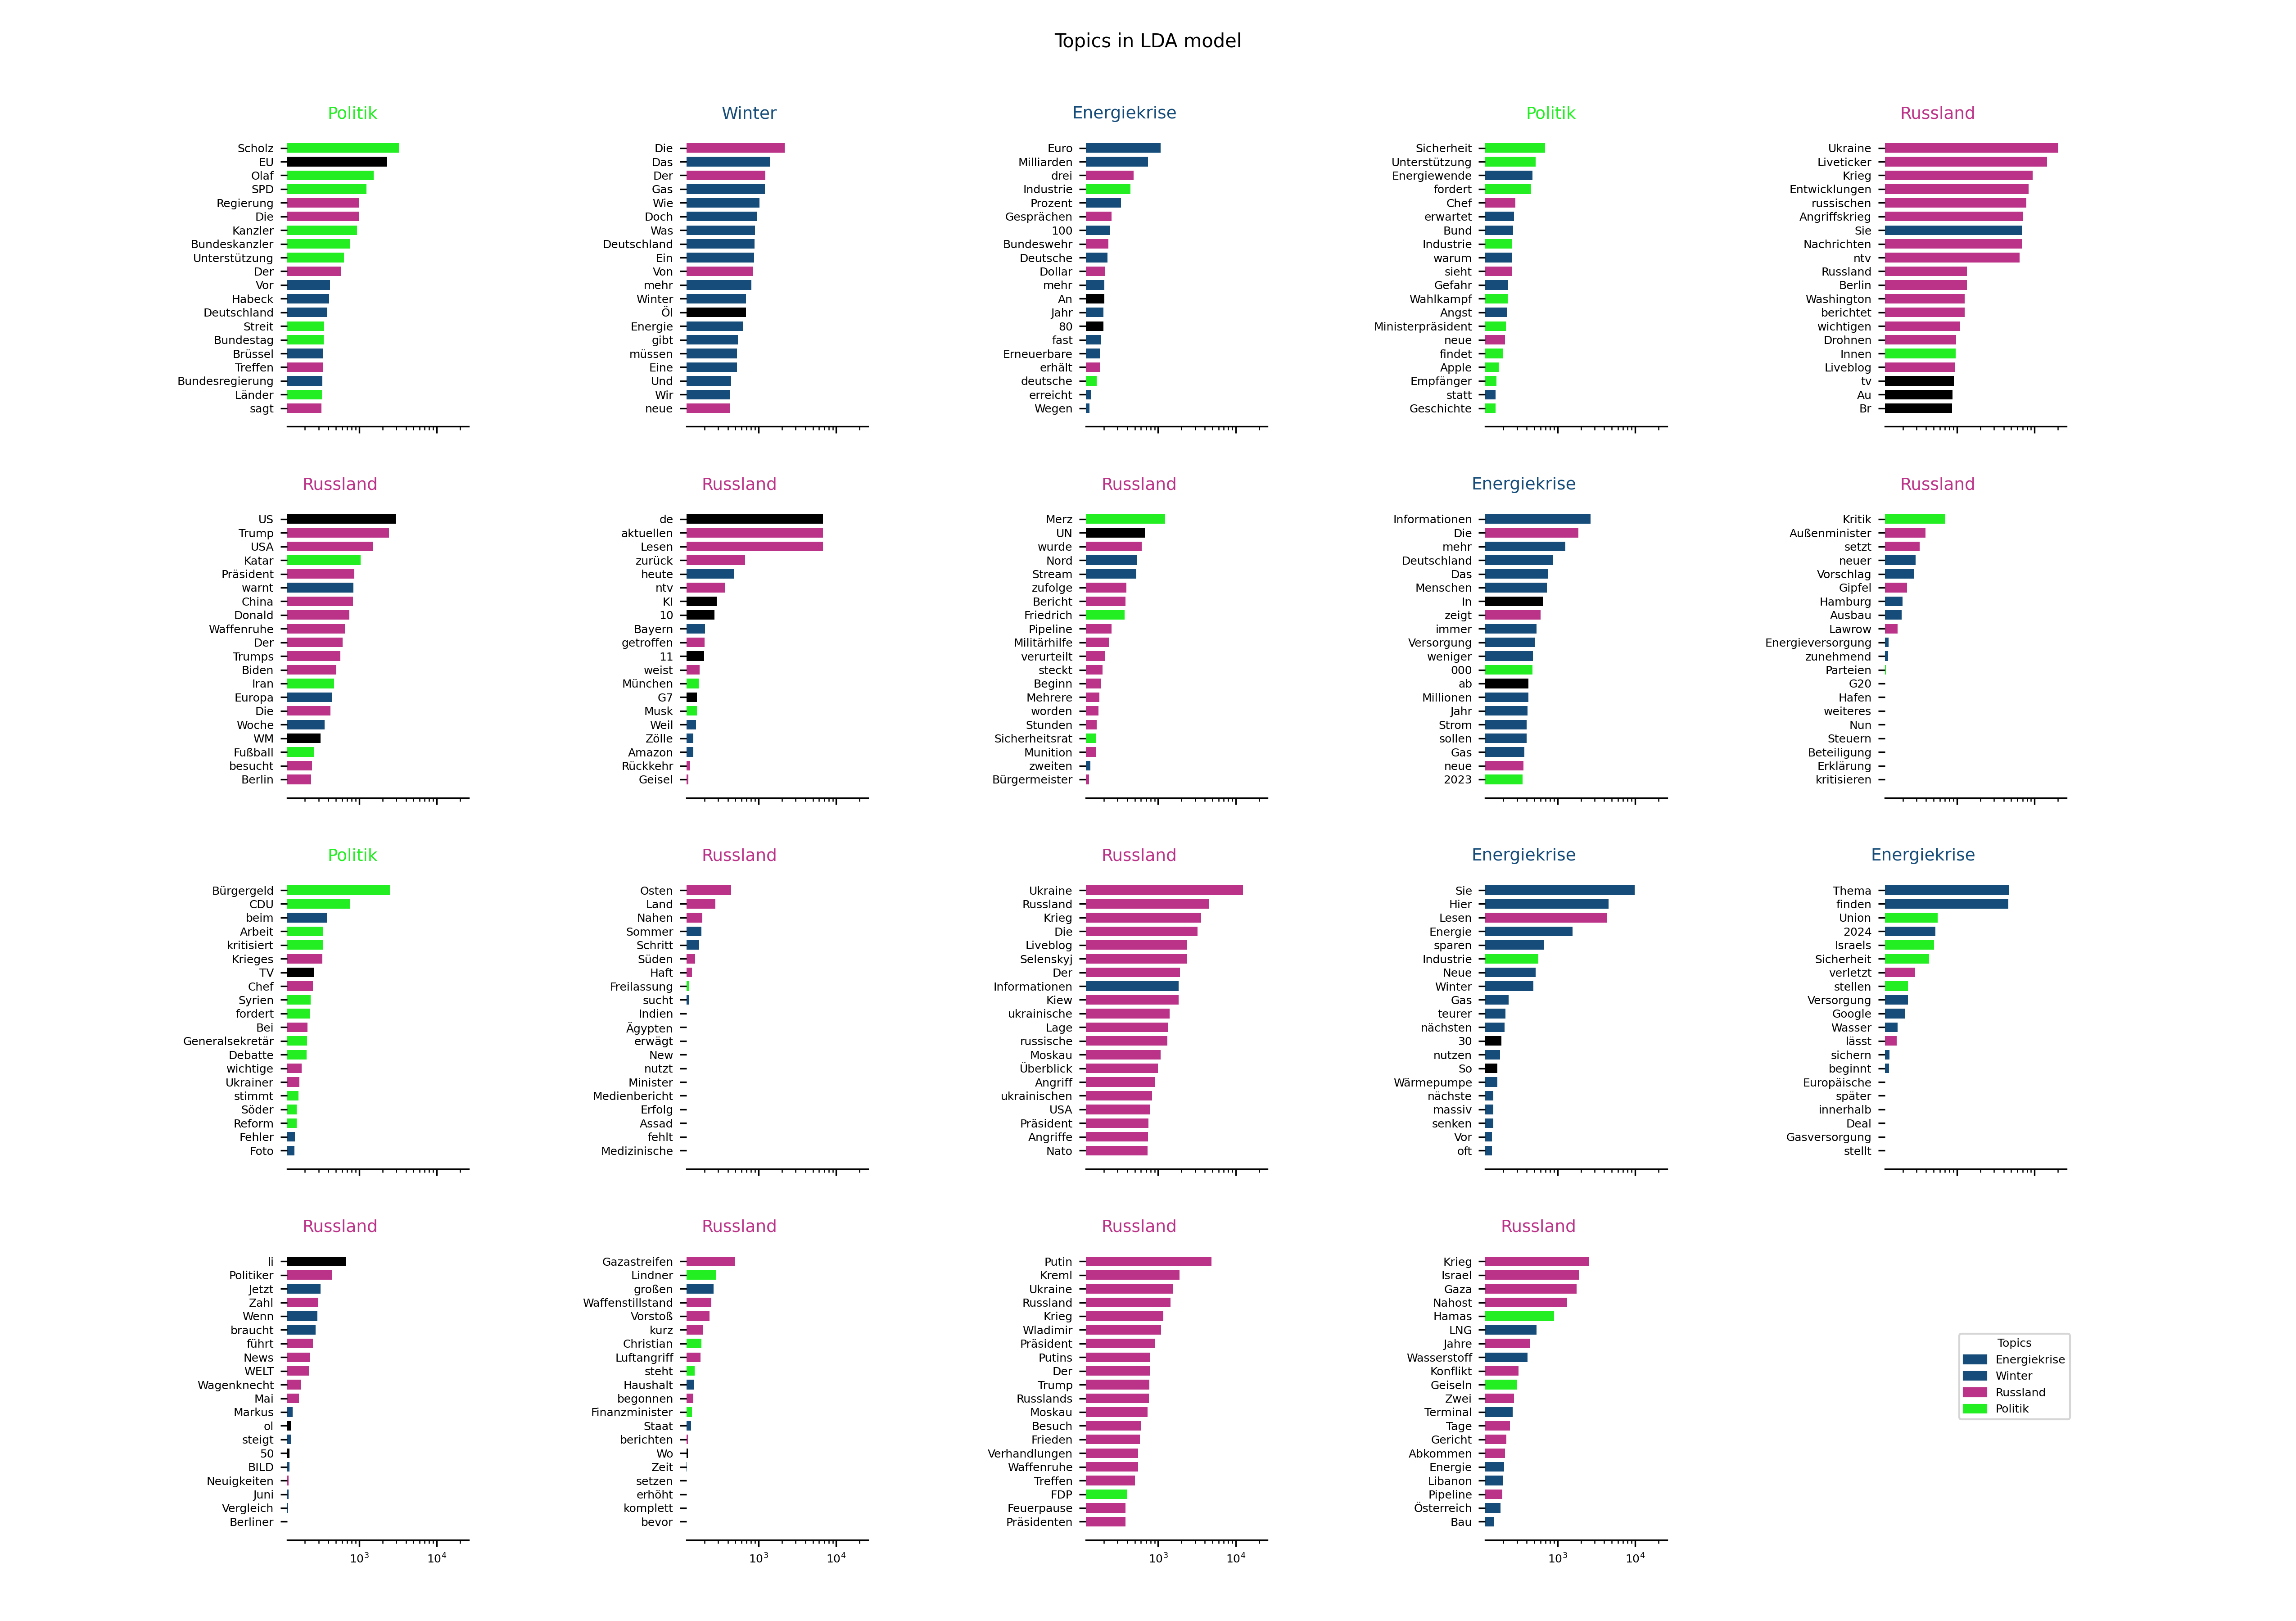 Topics in LDA model
Politik
Scholz
EU
Olaf
SPD
Regierung
Die
Kanzler
Bundeskanzler
Unterstützung
Der
Vor
Habeck
Deutschland
Streit
Bundestag
Brüssel
Treffen
Bundesregierung
Länder
sagt
Winter
Die
Das
Der
Gas
Wie
Doch
Was
Deutschland
Ein
Von
mehr
Winter
Öl
Energie
gibt
müssen
Eine
Und
Wir
neue
Energiekrise
Euro
Milliarden
drei
Industrie
Prozent
Gesprächen
100
Bundeswehr
Deutsche
Dollar
mehr
An
Jahr
80
fast
Erneuerbare
erhält
deutsche
erreicht
Wegen
Politik
Sicherheit
Unterstützung
Energiewende
fordert
Chef
erwartet
Bund
Industrie
warum
sieht
Gefahr
Wahlkampf
Angst
Ministerpräsident
neue
findet
Apple
Empfänger
statt
Geschichte
Russland
Ukraine
Liveticker
Krieg
Entwicklungen
russischen
Angriffskrieg
Sie
Nachrichten
ntv
Russland
Berlin
Washington
berichtet
wichtigen
Drohnen
Innen
Liveblog
tv
Au
Br
Russland
US
Trump
USA
Katar
Präsident
warnt
China
Donald
Waffenruhe
Der
Trumps
Biden
Iran
Europa
Die
Woche
WM
Fußball
besucht
Berlin
Russland
de
aktuellen
Lesen
zurück
heute
ntv
KI
10
Bayern
getroffen
11
weist
München
G7
Musk
Weil
Zölle
Amazon
Rückkehr
Geisel
Russland
Merz
UN
wurde
Nord
Stream
zufolge
Bericht
Friedrich
Pipeline
Militärhilfe
verurteilt
steckt
Beginn
Mehrere
worden
Stunden
Sicherheitsrat
Munition
zweiten
Bürgermeister
Energiekrise
Informationen
Die
mehr
Deutschland
Das
Menschen
In
zeigt
immer
Versorgung
weniger
000
ab
Millionen
Jahr
Strom
sollen
Gas
neue
2023
Russland
Kritik
Außenminister
setzt
neuer
Vorschlag
Gipfel
Hamburg
Ausbau
Lawrow
Energieversorgung
zunehmend
Parteien
G20
Hafen
weiteres
Nun
Steuern
Beteiligung
Erklärung
kritisieren
Politik
Bürgergeld
CDU
beim
Arbeit
kritisiert
Krieges
TV
Chef
Syrien
fordert
Bei
Generalsekretär
Debatte
wichtige
Ukrainer
stimmt
Söder
Reform
Fehler
Foto
Russland
Osten
Land
Nahen
Sommer
Schritt
Süden
Haft
Freilassung
sucht
Indien
Ägypten
erwägt
New
nutzt
Minister
Medienbericht
Erfolg
Assad
fehlt
Medizinische
Russland
Ukraine
Russland
Krieg
Die
Liveblog
Selenskyj
Der
Informationen
Kiew
ukrainische
Lage
russische
Moskau
Überblick
Angriff
ukrainischen
USA
Präsident
Angriffe
Nato
Energiekrise
Sie
Hier
Lesen
Energie
sparen
Industrie
Neue
Winter
Gas
teurer
nächsten
30
nutzen
So
Wärmepumpe
nächste
massiv
senken
Vor
oft
Energiekrise
Thema
finden
Union
2024
Israels
Sicherheit
verletzt
stellen
Versorgung
Google
Wasser
lässt
sichern
beginnt
Europäische
später
innerhalb
Deal
Gasversorgung
stellt
Russland
li
Politiker
Jetzt
Zahl
Wenn
braucht
führt
News
WELT
Wagenknecht
Mai
Markus
ol
steigt
50
BILD
Neuigkeiten
Juni
Vergleich
Berliner
10³ 10⁴
Russland
Gazastreifen
Lindner
großen
Waffenstillstand
Vorstoß
kurz
Christian
Luftangriff
steht
Haushalt
begonnen
Finanzminister
Staat
berichten
Wo
Zeit
setzen
erhöht
komplett
bevor
10³ 10⁴
Russland
Putin
Kreml
Ukraine
Russland
Krieg
Wladimir
Präsident
Putins
Der
Trump
Russlands
Moskau
Besuch
Frieden
Verhandlungen
Waffenruhe
Treffen
FDP
Feuerpause
Präsidenten
10³ 10⁴
Russland
Krieg
Israel
Gaza
Nahost
Hamas
LNG
Jahre
Wasserstoff
Konflikt
Geiseln
Zwei
Terminal
Tage
Gericht
Abkommen
Energie
Libanon
Pipeline
Österreich
Bau
10³ 10⁴
Topics
Energiekrise
Winter
Russland
Politik